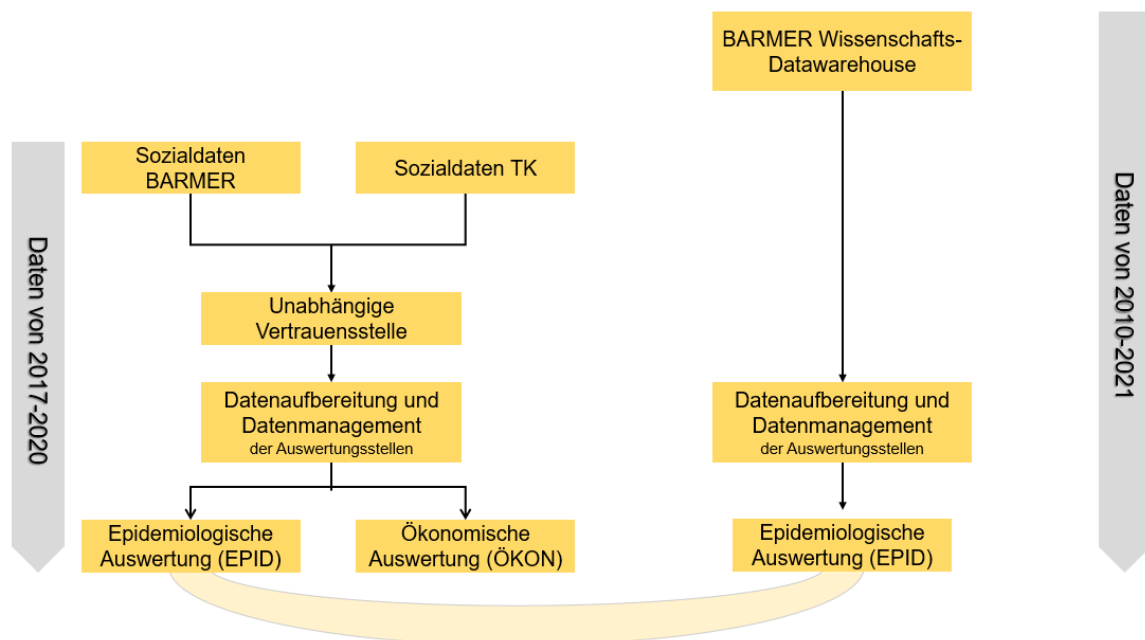 BARMER Wissenschafts-
Datawarehouse
Sozialdaten
BARMER
Sozialdaten TK
Daten von 2017-2020
Daten von 2010-2021
Unabhängige
Vertrauensstelle
Datenaufbereitung und
Datenmanagement
der Auswertungsstellen
Datenaufbereitung und
Datenmanagement
der Auswertungsstellen
Epidemiologische
Auswertung (EPID)
Ökonomische
Auswertung (ÖKON)
Epidemiologische
Auswertung (EPID)